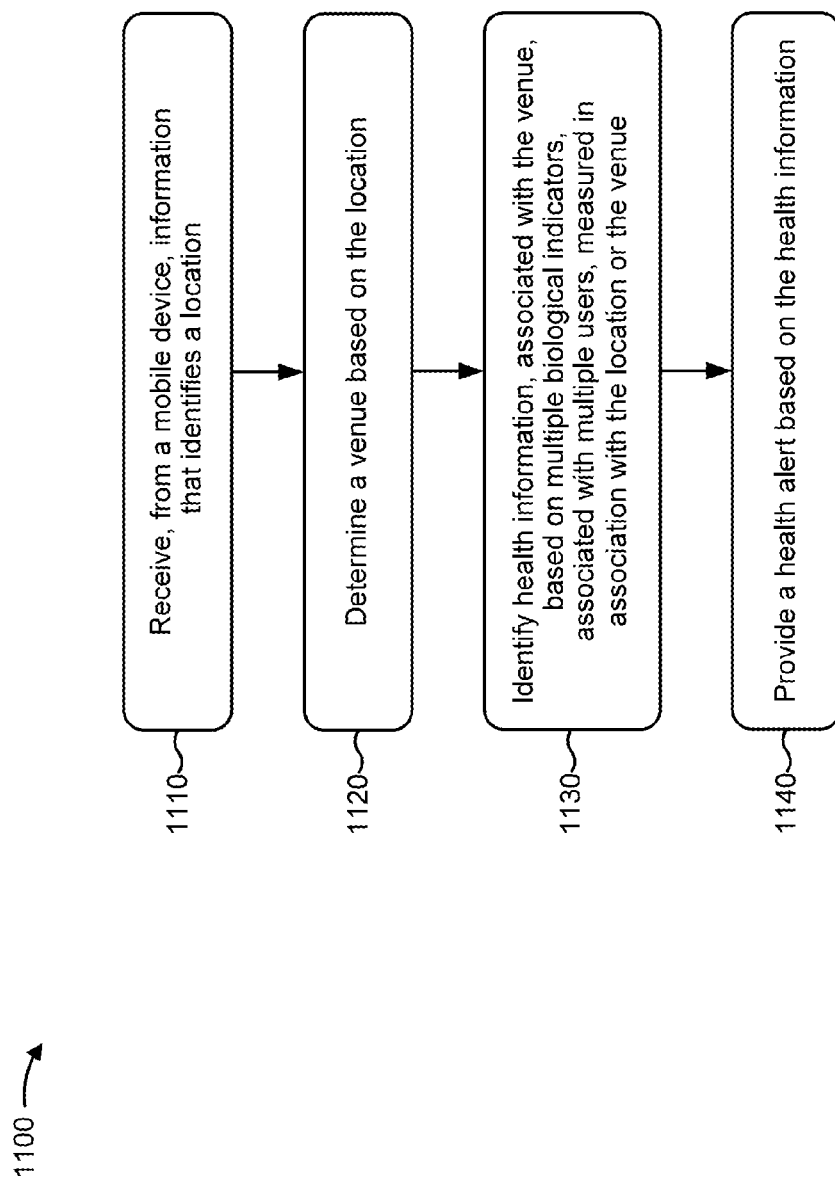 1100
1110
Receive, from a mobile device, information
that identifies a location
1120
Determine a venue based on the location
1130
Identify health information, associated with the venue,
based on multiple biological indicators,
associated with multiple users, measured in
association with the location or the venue
1140
Provide a health alert based on the health information